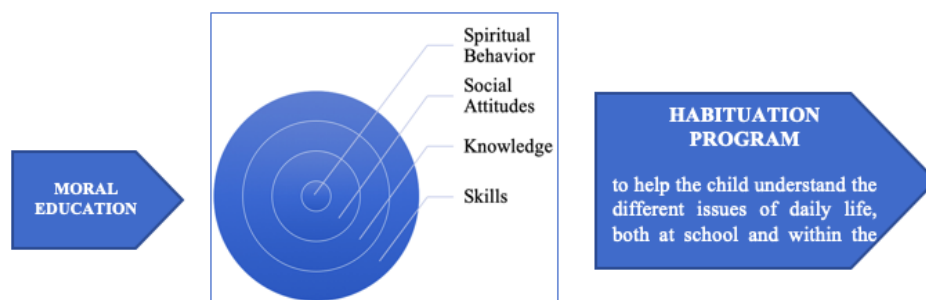 MORAL
EDUCATION
Spiritual
Behavior
Social
Attitudes
Knowledge
Skills
HABITUATION
PROGRAM
to help the child understand the
different issues of daily life,
both at school and within the